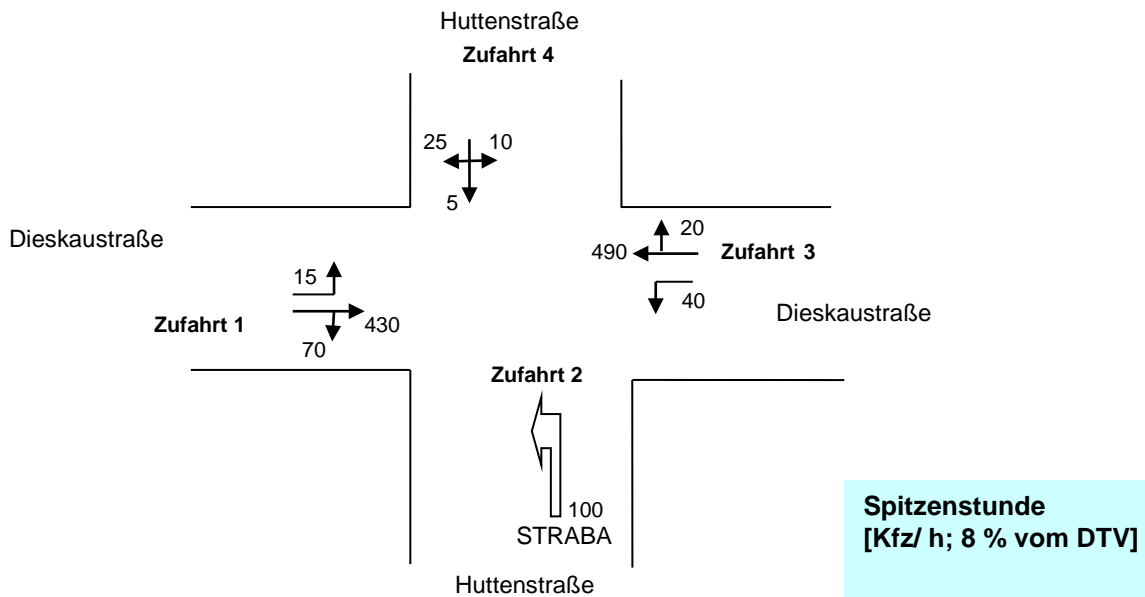 Huttenstraße
Zufahrt 4
25
10
5
Dieskaustraße
20
490
Zufahrt 3
15
40
Dieskaustraße
Zufahrt 1
430
70
Zufahrt 2
100
STRABA
Huttenstraße
Spitzenstunde
[Kfz/ h; 8 % vom DTV]